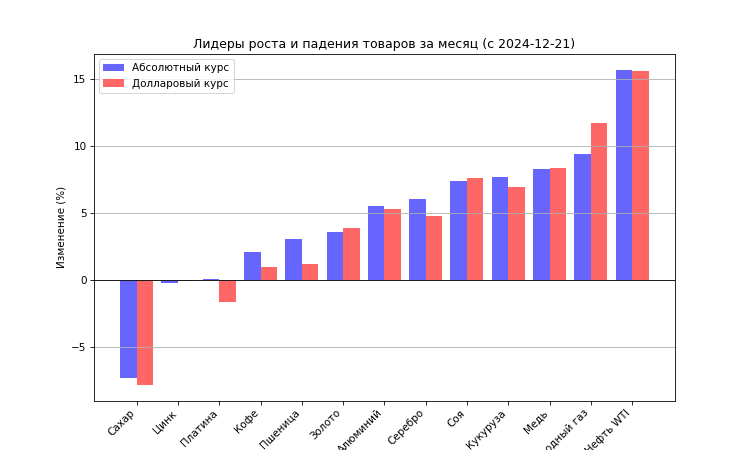 Лидеры роста и падения товаров за месяц (с 2024-12-21)
Абсолютный курс
Долларовый курс
Изменение (%)
15
10
5
0
−5
Сахар
Цинк
Платина
Кофе
Пшеница
Золото
Алюминий
Серебро
Соя
Кукуруза
Медь
газ
Нефть WTI